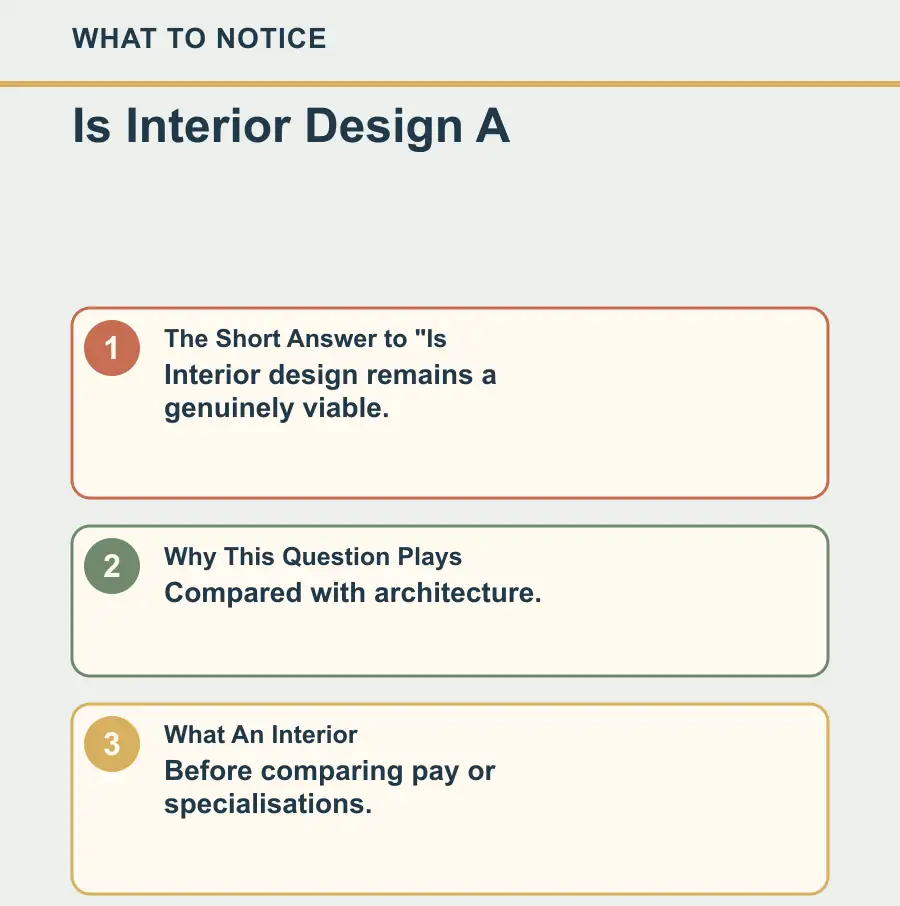 WHAT TO NOTICE
Is Interior Design A
1
The Short Answer to "Is
Interior design remains a
genuinely viable.
2
Why This Question Plays
Compared with architecture.
3
What An Interior
Before comparing pay or
specialisations.